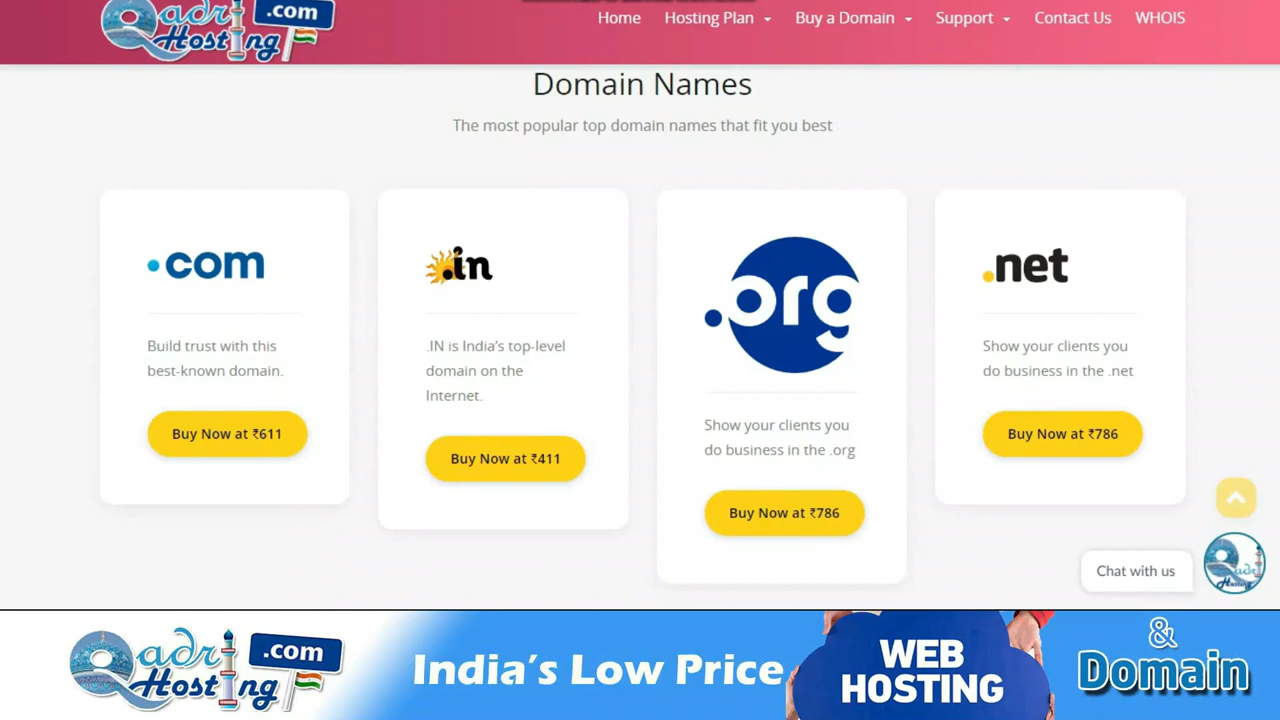 Qadri Hosting .com
Home Hosting Plan Buy a Domain Support Contact Us WHOIS
Domain Names
The most popular top domain names that fit you best
.com
Build trust with this
best-known domain.
Buy Now at ₹611
.in
.IN is India's top-level
domain on the
Internet.
Buy Now at ₹411
.org
Show your clients you
do business in the .org
Buy Now at ₹786
.net
Show your clients you
do business in the .net
Buy Now at ₹786
Chat with us
Qadri Hosting
Qadri Hosting .com
India's Low Price
WEB
HOSTING
&
Domain